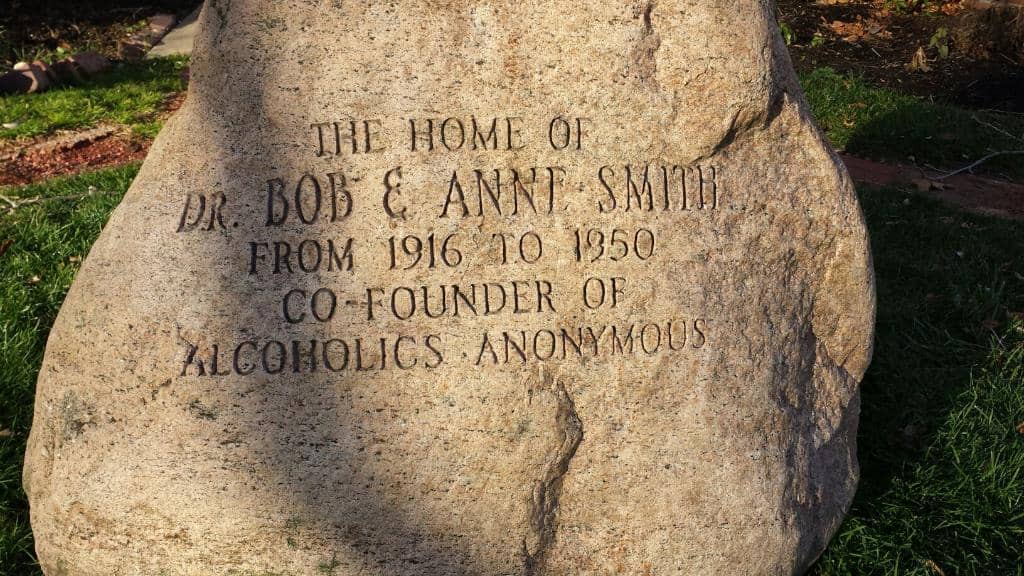 THE HOME OF
DR. BOB & ANNE SMITH
FROM 1916 TO 1950
CO-FOUNDER OF
ALCOHOLICS ANONYMOUS